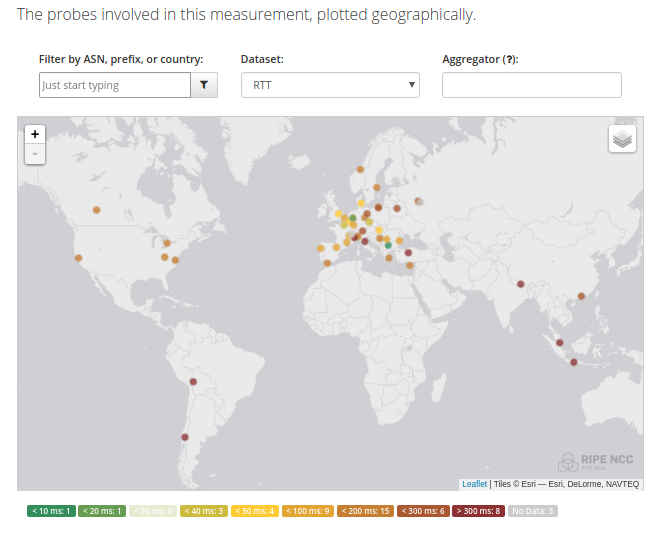 The probes involved in this measurement, plotted geographically.
Filter by ASN, prefix, or country:
Just start typing
Dataset:
RTT
Aggregator (?):
+
-
RIPE NCC
RIPE Atlas
Leaflet | Tiles © Esri — Esri, DeLorme, NAVTEQ
< 10 ms: 1 < 20 ms: 1 < 30 ms: 0 < 40 ms: 3 < 50 ms: 4 < 100 ms: 9 < 200 ms: 15 < 300 ms: 6 > 300 ms: 8 No Data: 3